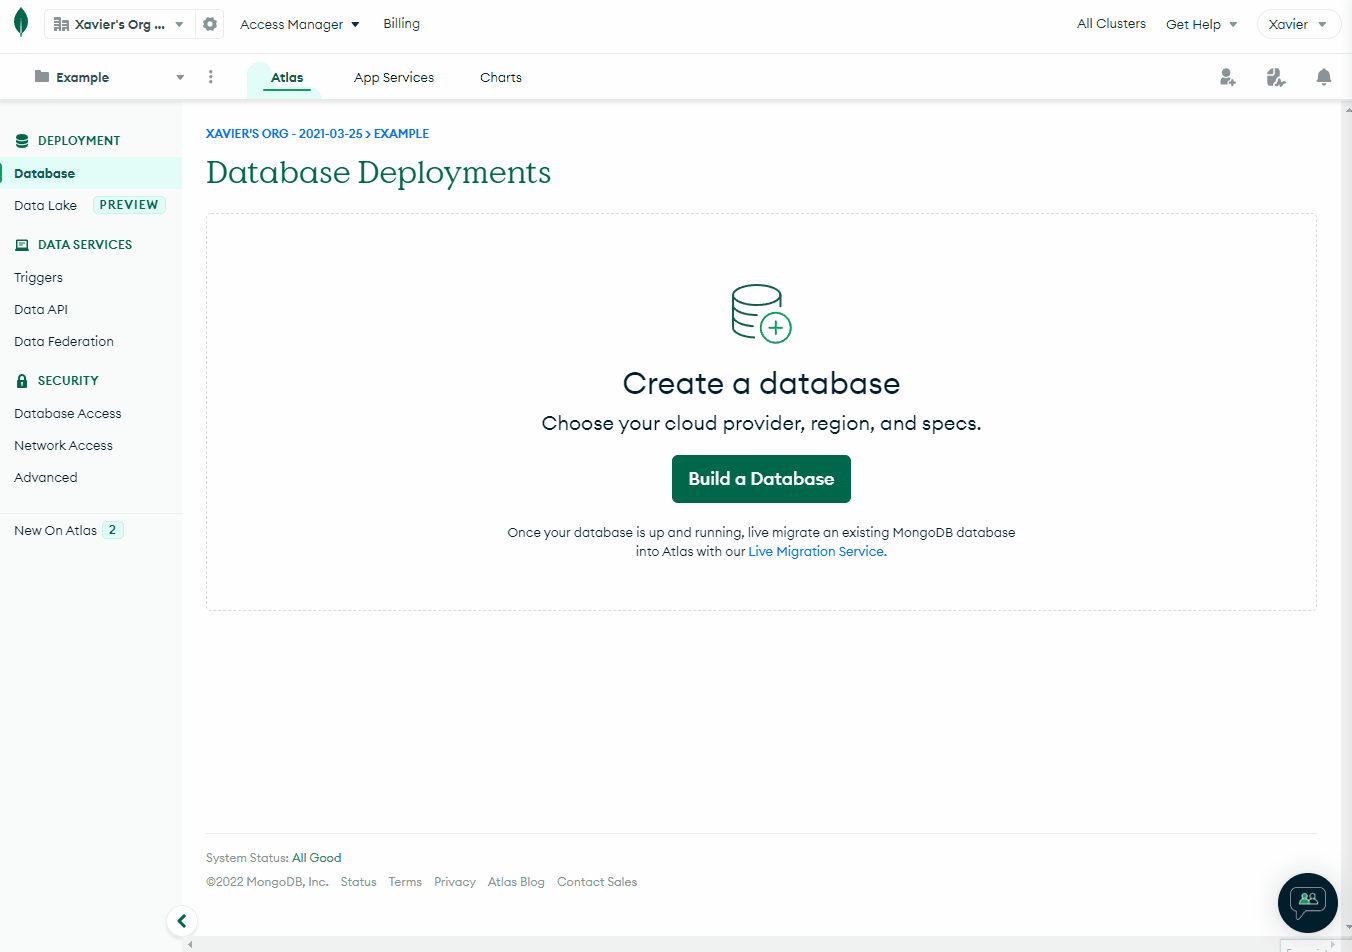 Xavier's Org ...
Access Manager
Billing
All Clusters
Get Help
Xavier
Example
Atlas
App Services
Charts
DEPLOYMENT
Database
Data Lake PREVIEW
DATA SERVICES
Triggers
Data API
Data Federation
SECURITY
Database Access
Network Access
Advanced
New On Atlas 2
XAVIER'S ORG - 2021-03-25 > EXAMPLE
Database Deployments
Create a database
Choose your cloud provider, region, and specs.
Build a Database
Once your database is up and running, live migrate an existing MongoDB database
into Atlas with our Live Migration Service.
System Status: All Good
©2022 MongoDB, Inc. Status Terms Privacy Atlas Blog Contact Sales